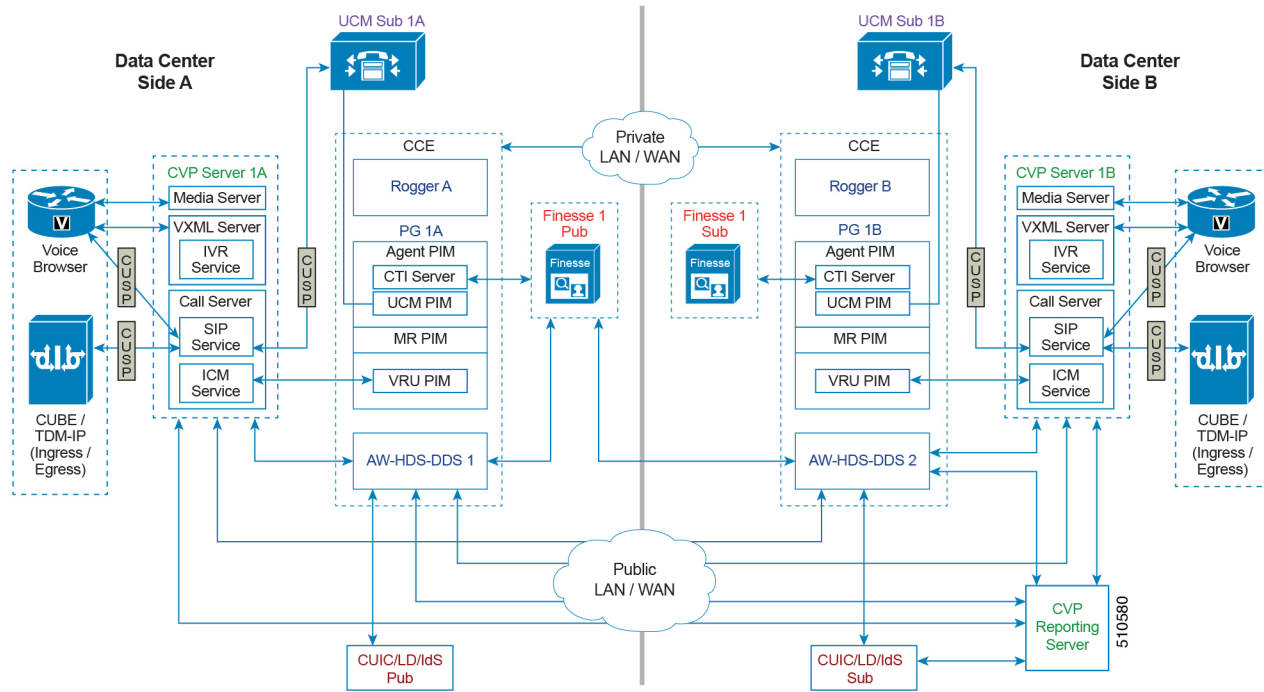 UCM Sub 1A
UCM Sub 1B
Data Center
Side A
Data Center
Side B
Private
LAN / WAN
CCE
Rogger A
PG 1A
Agent PIM
CTI Server
UCM PIM
MR PIM
VRU PIM
AW-HDS-DDS 1
CVP Server 1A
Media Server
VXML Server
IVR
Service
Call Server
SIP
Service
ICM
Service
V
Voice
Browser
CUSP
CUSP
CUSP
CUBE /
TDM-IP
(Ingress /
Egress)
Finesse 1
Pub
Finesse
Finesse 1
Sub
Finesse
CCE
Rogger B
PG 1B
Agent PIM
CTI Server
UCM PIM
MR PIM
VRU PIM
AW-HDS-DDS 2
CVP Server 1B
Media Server
VXML Server
IVR
Service
Call Server
SIP
Service
ICM
Service
V
Voice
Browser
CUSP
CUSP
CUSP
CUBE /
TDM-IP
(Ingress /
Egress)
Public
LAN / WAN
CVP
Reporting
Server
510580
CUIC/LD/IdS
Pub
CUIC/LD/IdS
Sub